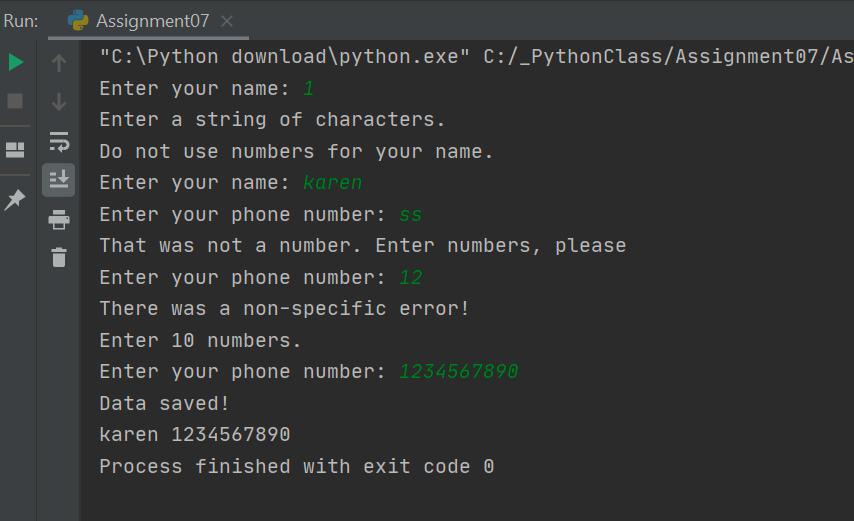 Run: Assignment07
"C:\Python download\python.exe" C:/_PythonClass/Assignment07/As
Enter your name: 1
Enter a string of characters.
Do not use numbers for your name.
Enter your name: karen
Enter your phone number: ss
That was not a number. Enter numbers, please
Enter your phone number: 12
There was a non-specific error!
Enter 10 numbers.
Enter your phone number: 1234567890
Data saved!
karen 1234567890
Process finished with exit code 0